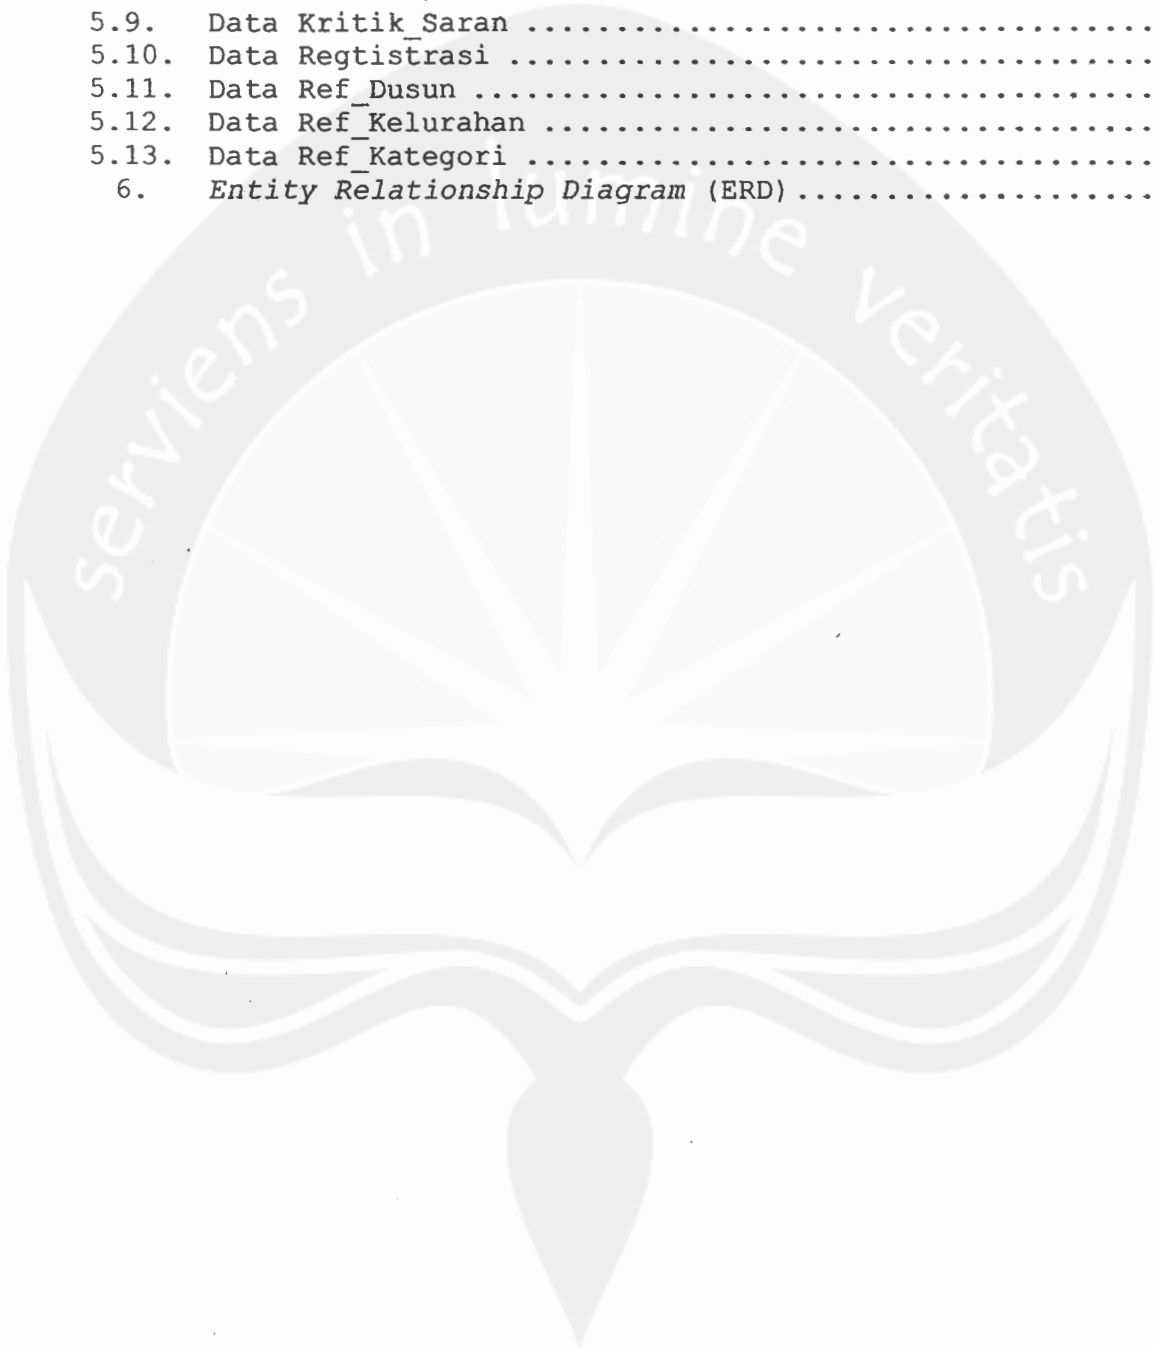 5.9. Data Kritik_Saran ...................................
5.10. Data Regtistrasi ....................................
5.11. Data Ref_Dusun ......................................
5.12. Data Ref_Kelurahan ..................................
5.13. Data Ref_Kategori ...................................
6. Entity Relationship Diagram (ERD) ....................
serviens in lumine veritatis